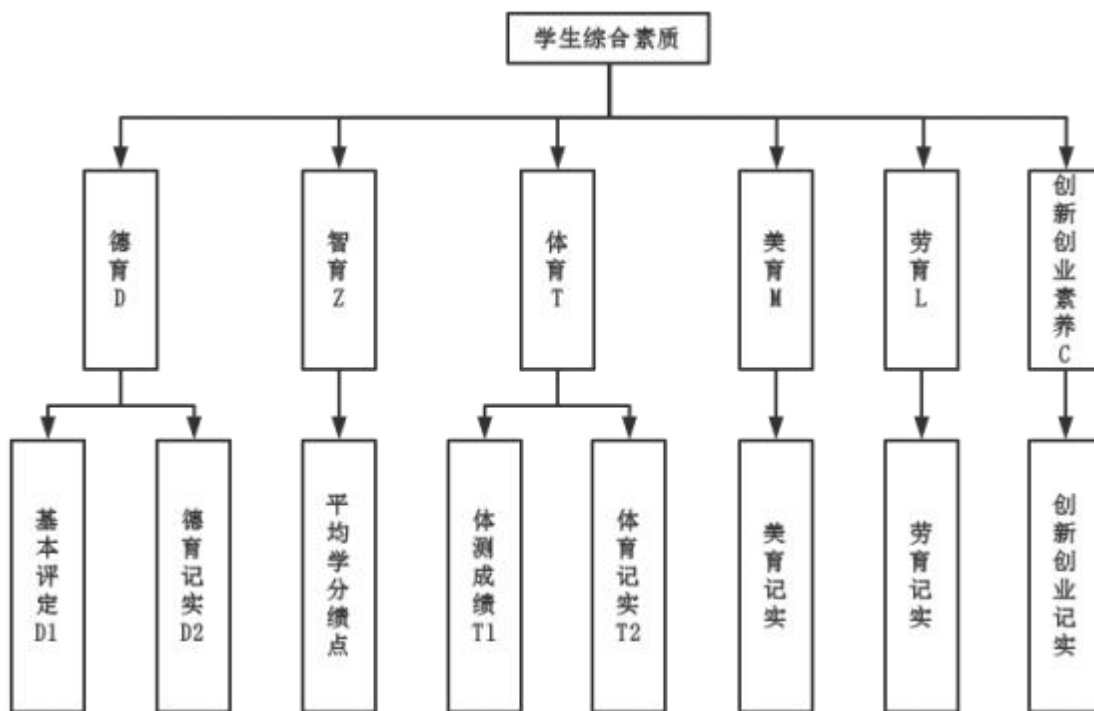 学生综合素质
德育D
智育Z
体育T
美育M
劳育L
创新创业素养C
基本评定D1
德育记实D2
平均学分绩点
体测成绩T1
体育记实T2
美育记实
劳育记实
创新创业记实